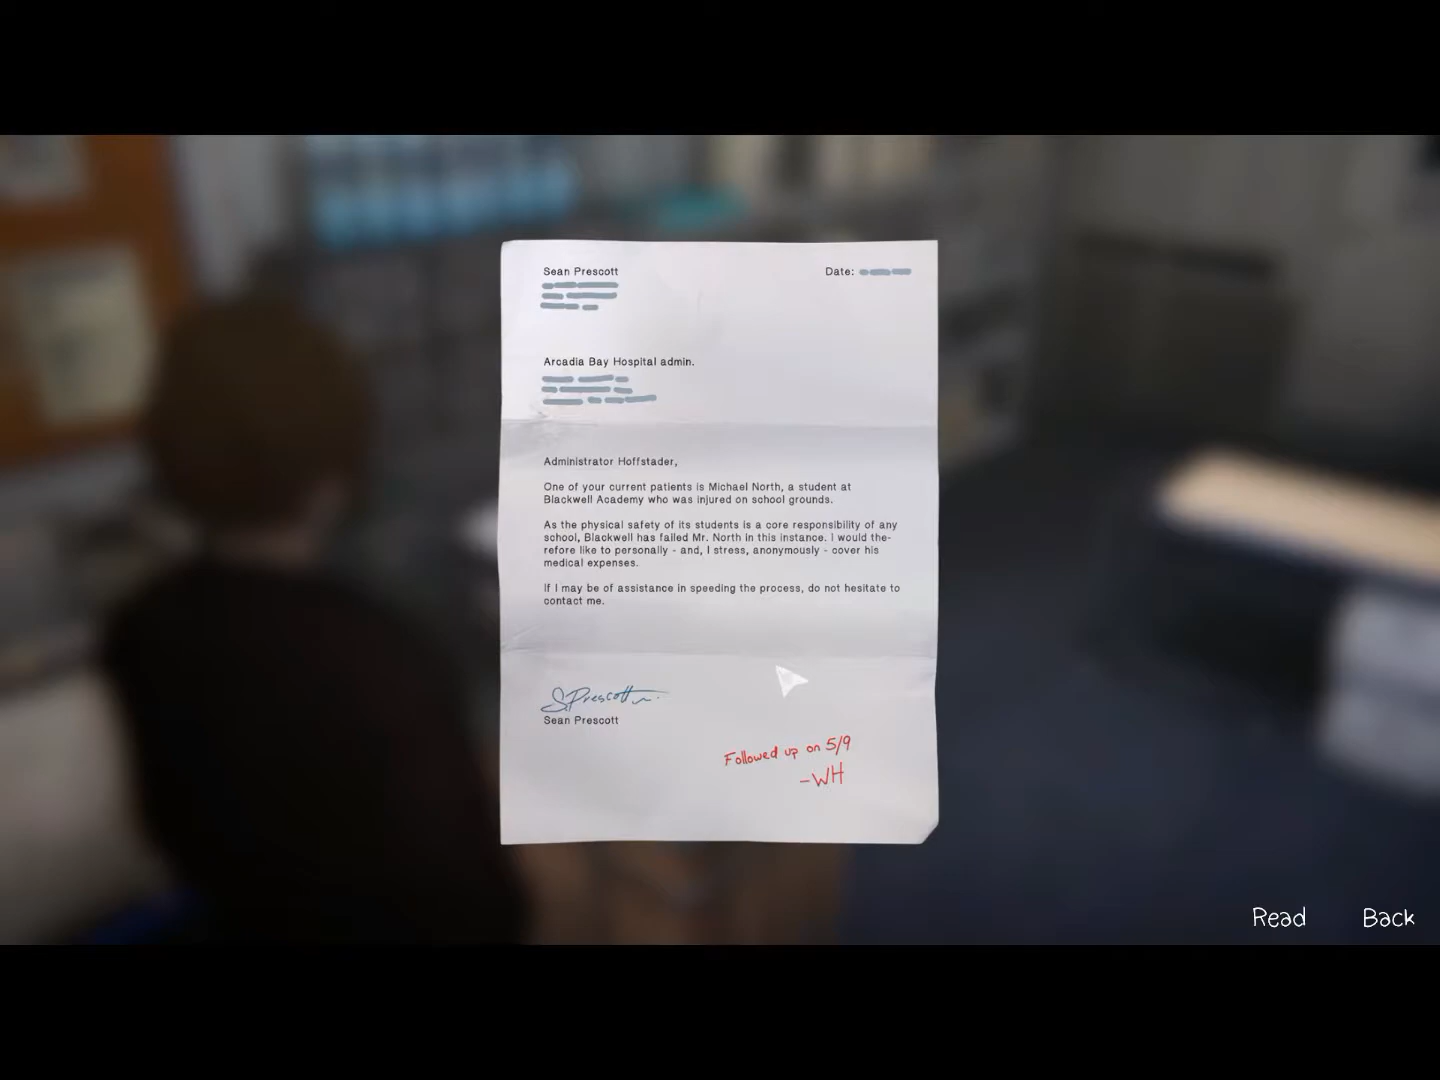 Sean Prescott
Date:
Arcadia Bay Hospital admin.
Administrator Hoffstader,
One of your current patients is Michael North, a student at
Blackwell Academy who was injured on school grounds.
As the physical safety of its students is a core responsibility of any
school, Blackwell has failed Mr. North in this instance. I would the-
refore like to personally - and, I stress, anonymously - cover his
medical expenses.
If I may be of assistance in speeding the process, do not hesitate to
contact me.
S.Prescott
Sean Prescott
Followed up on 5/9
-WH
Read
Back